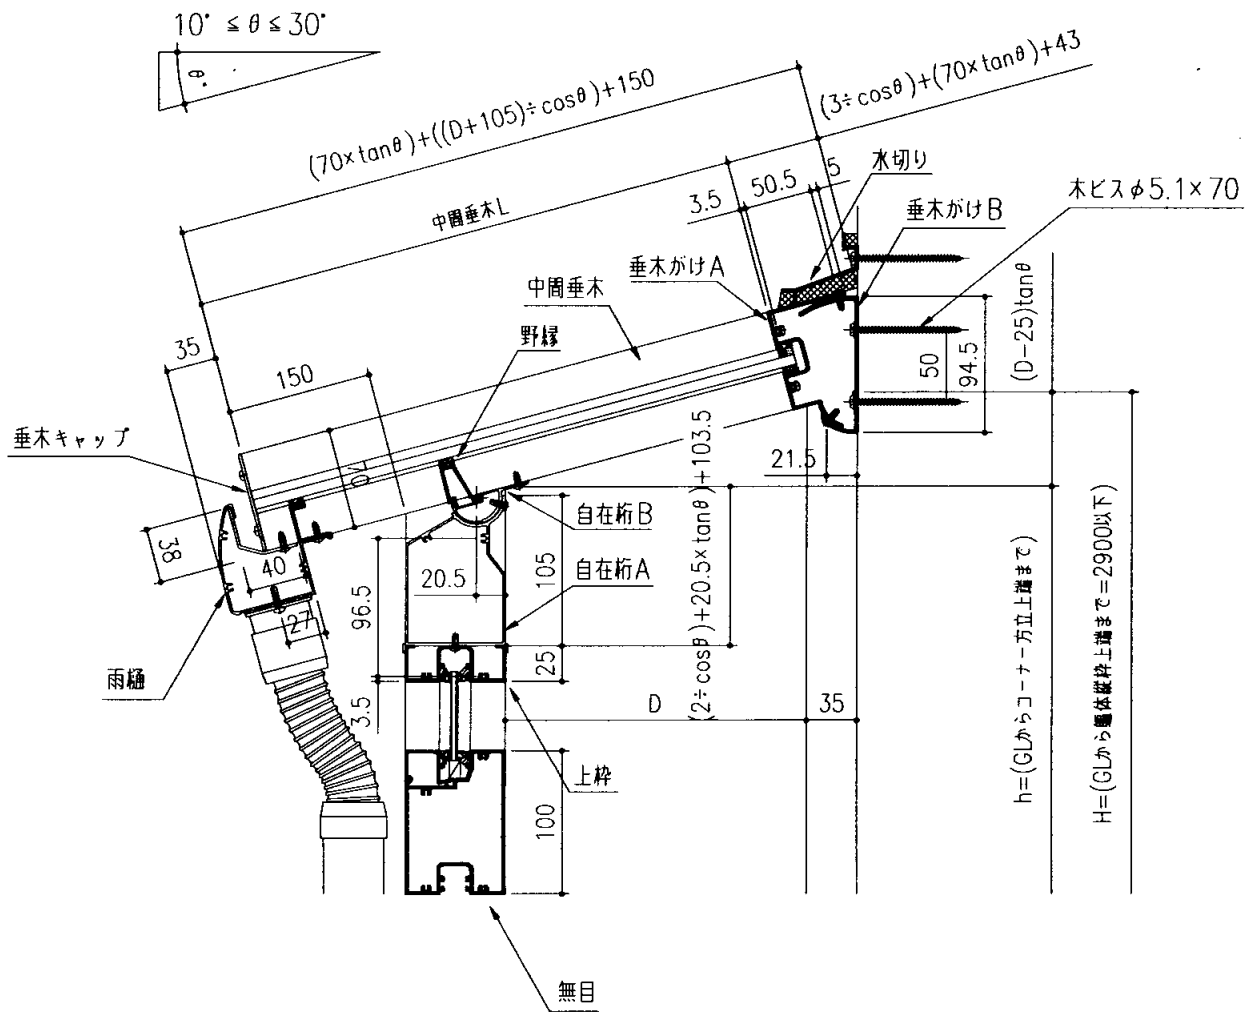 10° ≦ θ ≦ 30°
θ°
(70×tanθ)+((D+105)÷cosθ)+150
(3÷cosθ)+(70×tanθ)+43
中間垂木L
3.5
50.5
5
水切り
木ビスφ5.1×70
垂木がけB
垂木がけA
中間垂木
野縁
35
150
(D-25)tanθ
50
94.5
垂木キャップ
70
21.5
(2÷cosθ)+20.5×tanθ)+103.5
自在桁B
38
40
27
20.5
105
自在桁A
96.5
25
3.5
雨樋
D
35
上枠
100
h=(GLからコーナー方立上端まで)
H=(GLから躯体縦枠上端まで=2900以下)
無目